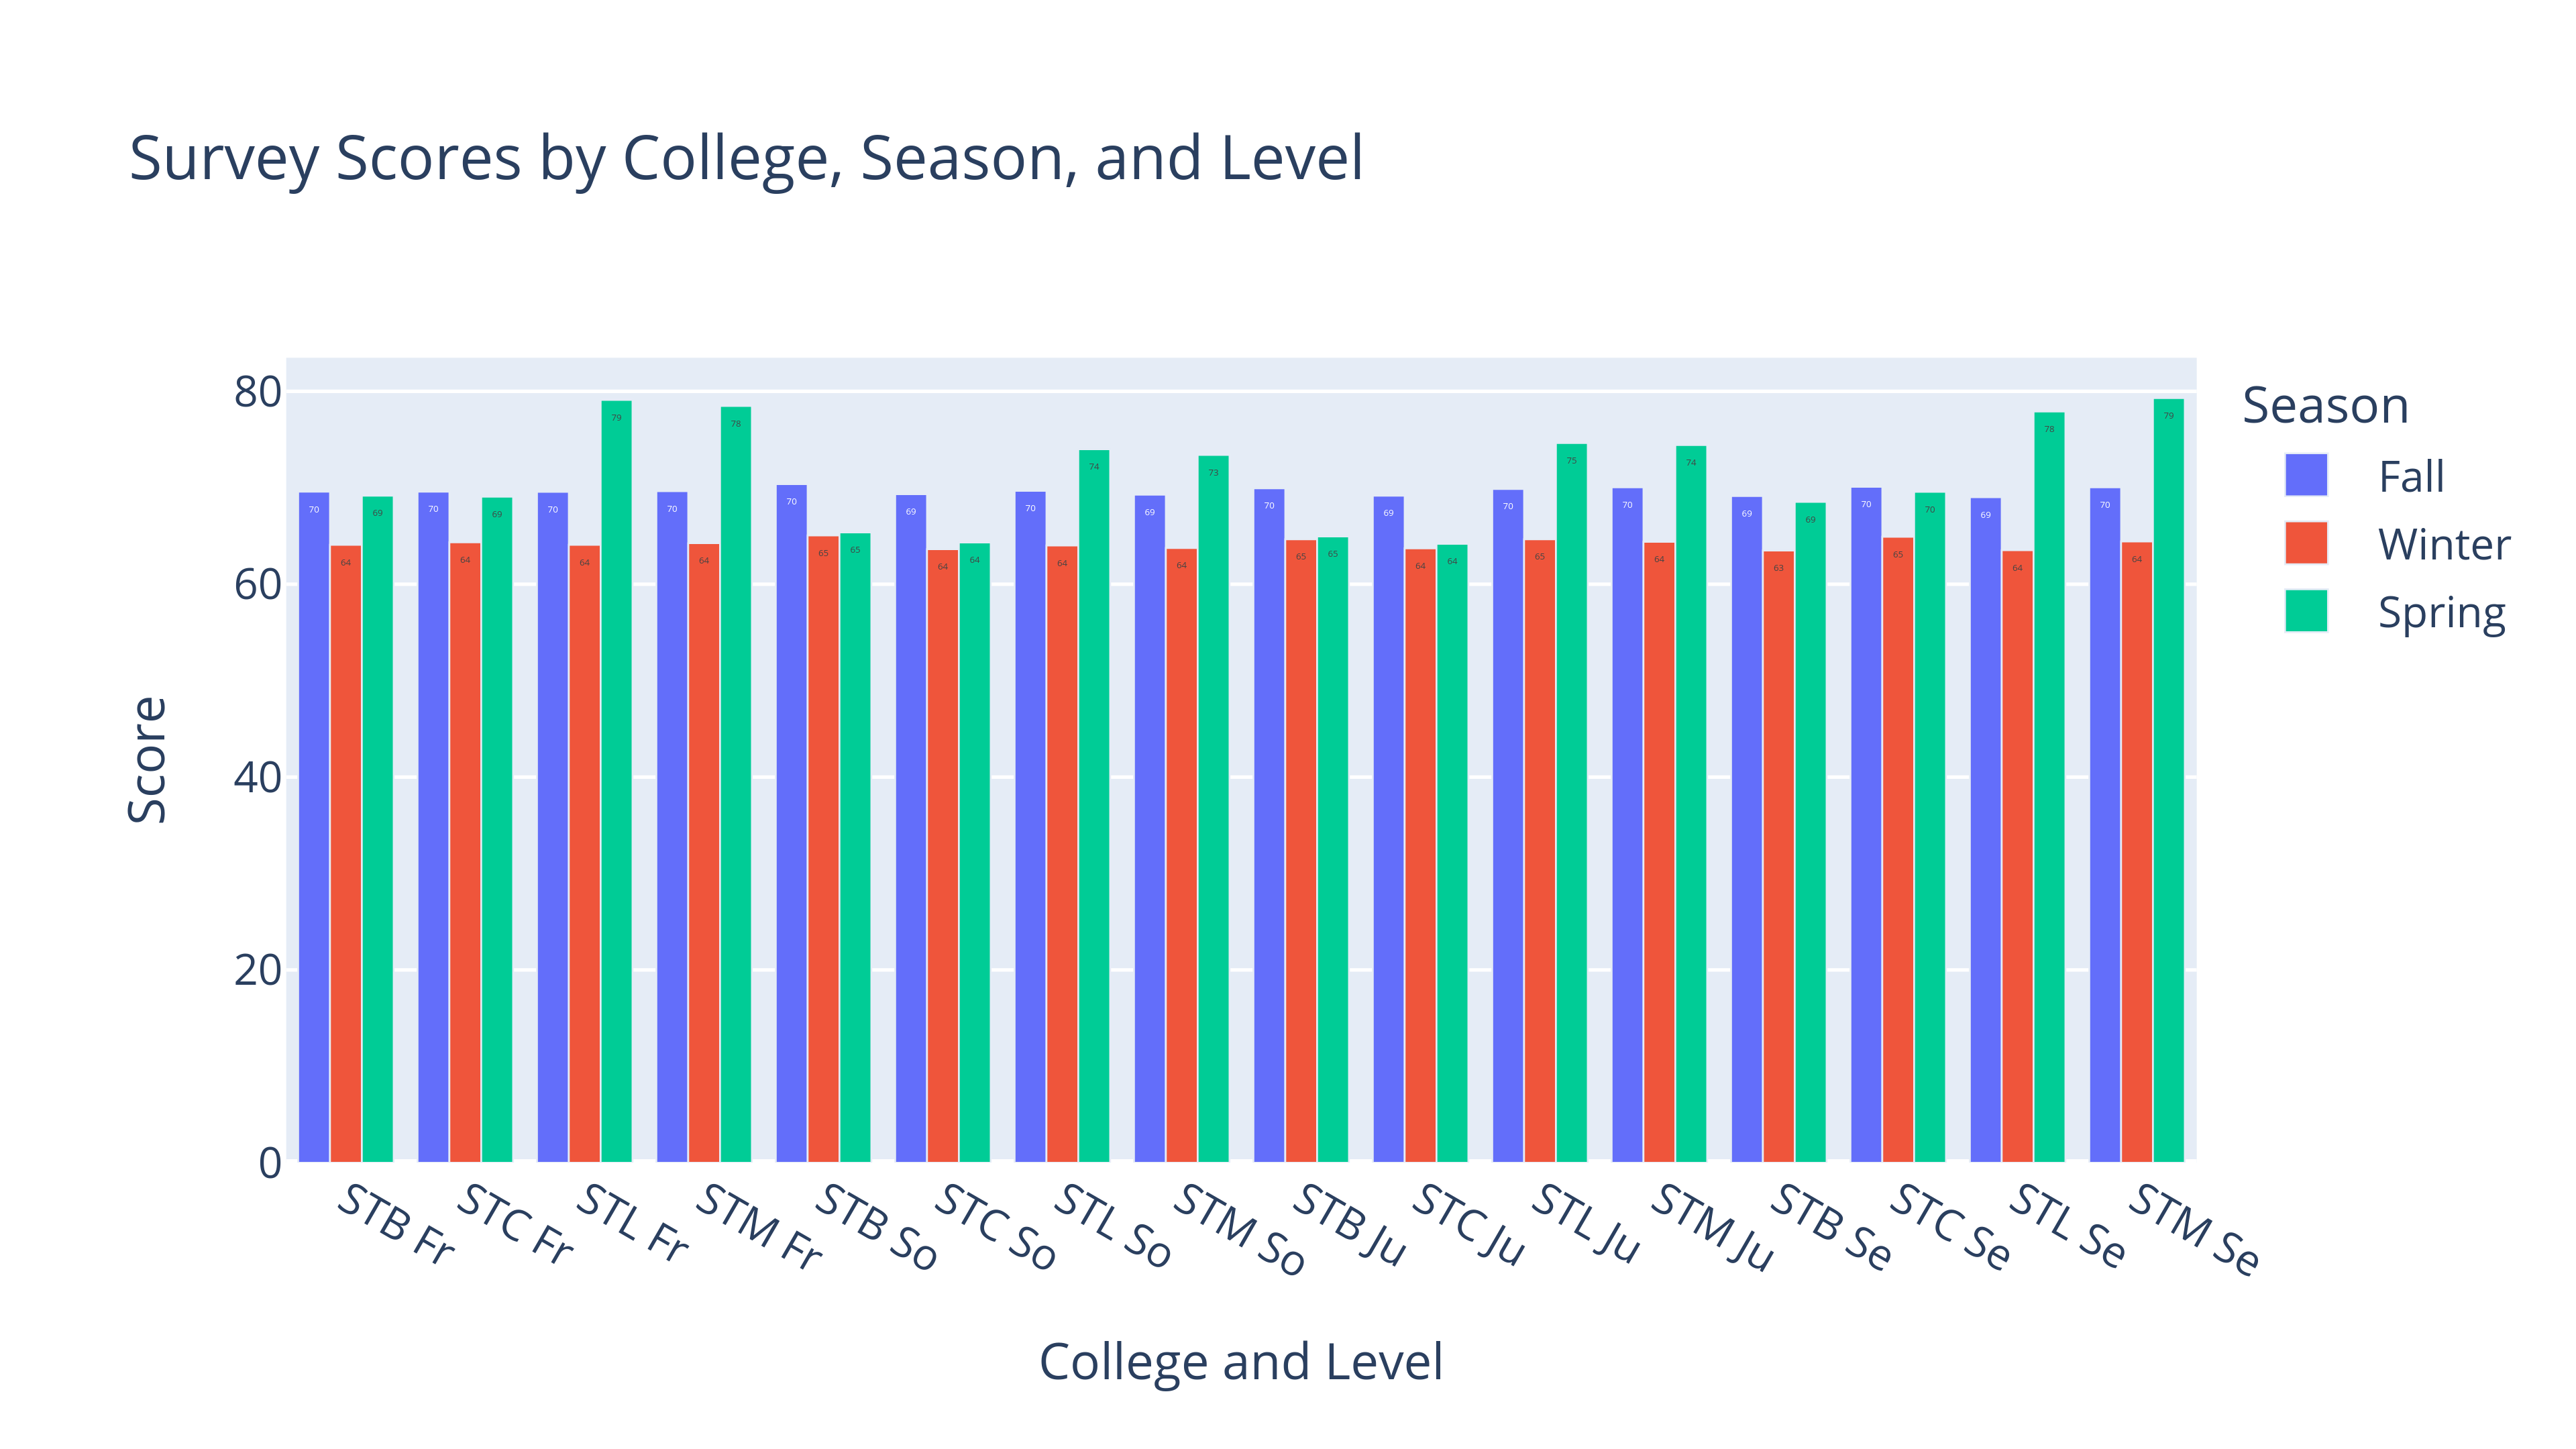 Survey Scores by College, Season, and Level
80
60
40
20
0
Score
70 64 69
70 64 69
70 64 79
70 64 78
70 65 65
69 64 64
70 64 74
69 64 73
70 65 65
69 64 64
70 65 75
70 64 74
69 63 69
70 65 70
69 64 78
70 64 79
STB Fr
STC Fr
STL Fr
STM Fr
STB So
STC So
STL So
STM So
STB Ju
STC Ju
STL Ju
STM Ju
STB Se
STC Se
STL Se
STM Se
College and Level
Season
Fall
Winter
Spring